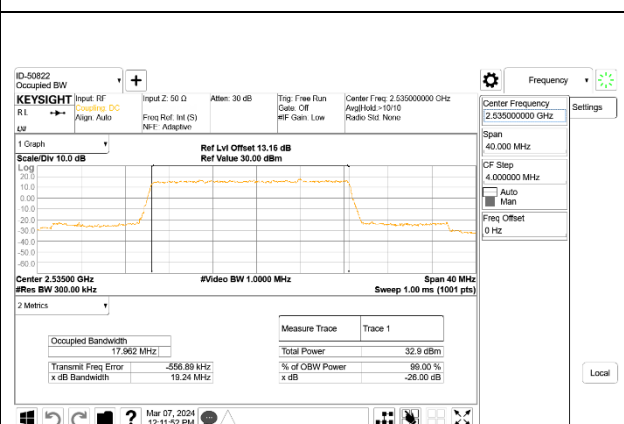 ID-50822
Occupied BW
Frequency
KEYSIGHT
RL
Input: RF
Coupling: DC
Align: Auto
Input Z: 50 Ω
Freq Ref: Int (S)
NFE: Adaptive
Atten: 30 dB
Trig: Free Run
Gate: Off
#IF Gain: Low
Center Freq: 2.535000000 GHz
Avg|Hold:>10/10
Radio Std: None
Center Frequency
2.535000000 GHz
Settings
Span
40.000 MHz
CF Step
4.000000 MHz
Auto
Man
Freq Offset
0 Hz
1 Graph
Scale/Div 10.0 dB
Ref Lvl Offset 13.16 dB
Ref Value 30.00 dBm
Log
20.0
10.0
0.00
-10.0
-20.0
-30.0
-40.0
-50.0
-60.0
Center 2.53500 GHz
#Video BW 1.0000 MHz
Span 40 MHz
#Res BW 300.00 kHz
Sweep 1.00 ms (1001 pts)
2 Metrics
Measure Trace Trace 1
Occupied Bandwidth
17.962 MHz
Total Power 32.9 dBm
Transmit Freq Error -556.89 kHz
% of OBW Power 99.00 %
x dB Bandwidth 19.24 MHz
x dB -26.00 dB
Local
Mar 07, 2024
12:11:52 PM